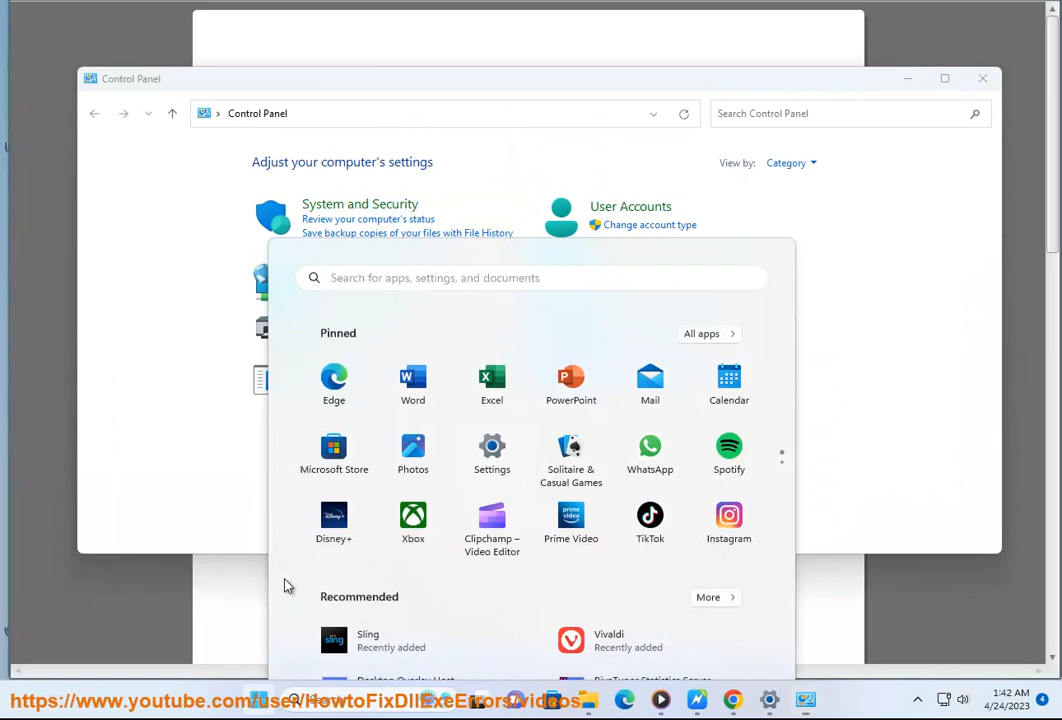 Control Panel
Control Panel
Search Control Panel
Adjust your computer's settings
View by: Category
System and Security
Review your computer's status
Save backup copies of your files with File History
User Accounts
Change account type
Search for apps, settings, and documents
Pinned
All apps
Edge
Word
Excel
PowerPoint
Mail
Calendar
Microsoft Store
Photos
Settings
Solitaire &
Casual Games
WhatsApp
Spotify
Disney+
Xbox
Clipchamp –
Video Editor
prime video
Prime Video
TikTok
Instagram
Recommended
More
sling
Sling
Recently added
Vivaldi
Recently added
https://www.youtube.com/user/HowtoFixDllExeErrors/videos
1:42 AM
4/24/2023
4